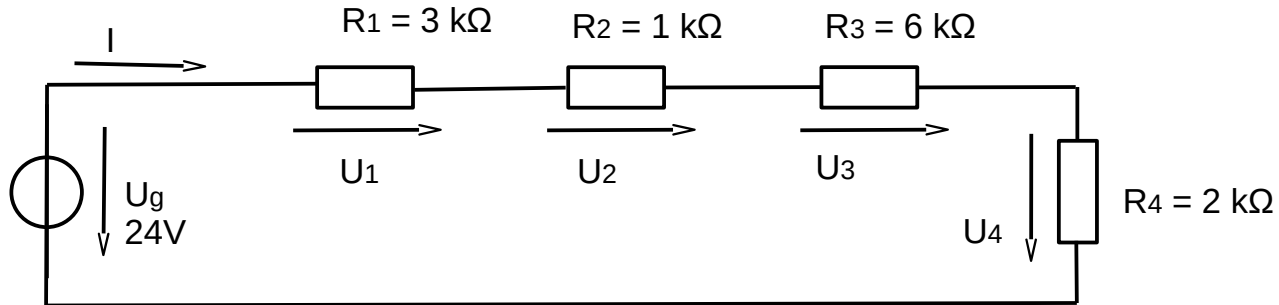 I
R1 = 3 kΩ
R2 = 1 kΩ
R3 = 6 kΩ
U1
U2
U3
Ug
24V
U4
R4 = 2 kΩ